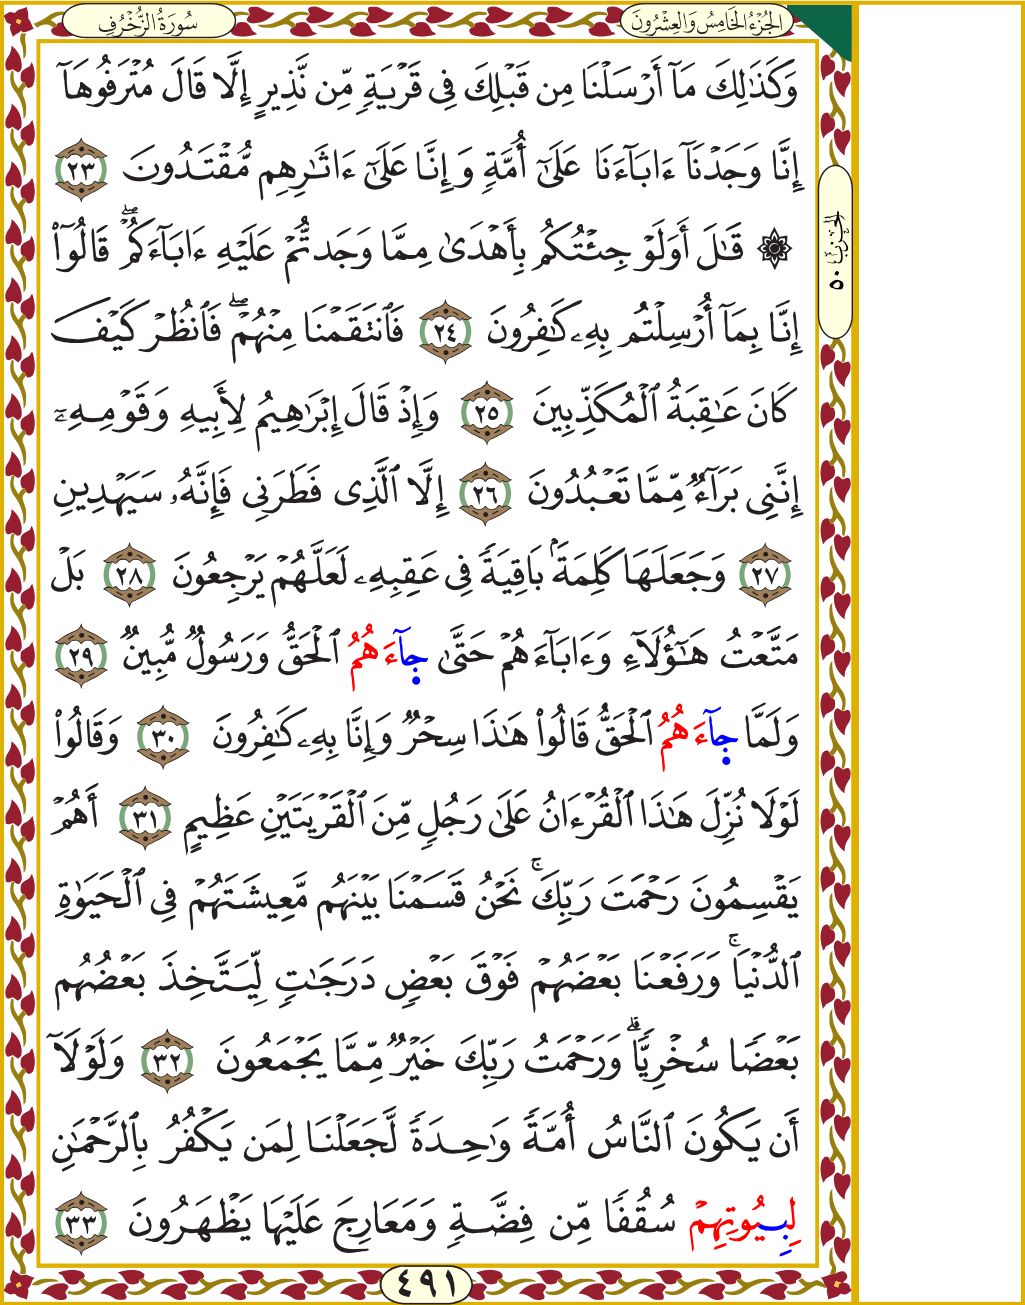 سُورَةُ الزُّخْرُفِ
الجُزْءُ الخَامِسُ وَالعِشْرُونَ
وَكَذَٰلِكَ مَآ أَرْسَلْنَا مِن قَبْلِكَ فِى قَرْيَةٍ مِّن نَّذِيرٍ إِلَّا قَالَ مُتْرَفُوهَآ
إِنَّا وَجَدْنَآ ءَابَآءَنَا عَلَىٰٓ أُمَّةٍ وَإِنَّا عَلَىٰٓ ءَاثَـٰرِهِم مُّقْتَدُونَ ٢٣
۞ قَـٰلَ أَوَلَوْ جِئْتُكُم بِأَهْدَىٰ مِمَّا وَجَدتُّمْ عَلَيْهِ ءَابَآءَكُمْ ۖ قَالُوٓا۟
إِنَّا بِمَآ أُرْسِلْتُم بِهِۦ كَـٰفِرُونَ ٢٤ فَٱنتَقَمْنَا مِنْهُمْ ۖ فَٱنظُرْ كَيْفَ
كَانَ عَـٰقِبَةُ ٱلْمُكَذِّبِينَ ٢٥ وَإِذْ قَالَ إِبْرَٰهِيمُ لِأَبِيهِ وَقَوْمِهِۦٓ
إِنَّنِى بَرَآءٌ مِّمَّا تَعْبُدُونَ ٢٦ إِلَّا ٱلَّذِى فَطَرَنِى فَإِنَّهُۥ سَيَهْدِينِ
٢٧ وَجَعَلَهَا كَلِمَةًۢ بَاقِيَةً فِى عَقِبِهِۦ لَعَلَّهُمْ يَرْجِعُونَ ٢٨ بَلْ
مَتَّعْتُ هَـٰٓؤُلَآءِ وَءَابَآءَهُمْ حَتَّىٰ جَآءَهُمُ ٱلْحَقُّ وَرَسُولٌ مُّبِينٌ ٢٩
وَلَمَّا جَآءَهُمُ ٱلْحَقُّ قَالُوا۟ هَـٰذَا سِحْرٌ وَإِنَّا بِهِۦ كَـٰفِرُونَ ٣٠ وَقَالُوا۟
لَوْلَا نُزِّلَ هَـٰذَا ٱلْقُرْءَانُ عَلَىٰ رَجُلٍ مِّنَ ٱلْقَرْيَتَيْنِ عَظِيمٍ ٣١ أَهُمْ
يَقْسِمُونَ رَحْمَتَ رَبِّكَ ۚ نَحْنُ قَسَمْنَا بَيْنَهُم مَّعِيشَتَهُمْ فِى ٱلْحَيَوٰةِ
ٱلدُّنْيَا ۚ وَرَفَعْنَا بَعْضَهُمْ فَوْقَ بَعْضٍ دَرَجَـٰتٍ لِّيَتَّخِذَ بَعْضُهُم
بَعْضًا سُخْرِيًّا ۗ وَرَحْمَتُ رَبِّكَ خَيْرٌ مِّمَّا يَجْمَعُونَ ٣٢ وَلَوْلَآ
أَن يَكُونَ ٱلنَّاسُ أُمَّةً وَٰحِدَةً لَّجَعَلْنَا لِمَن يَكْفُرُ بِٱلرَّحْمَـٰنِ
لِبِيُوتِهِمْ سُقُفًا مِّن فِضَّةٍ وَمَعَارِجَ عَلَيْهَا يَظْهَرُونَ ٣٣
الحزب ٥٠
٤٩١